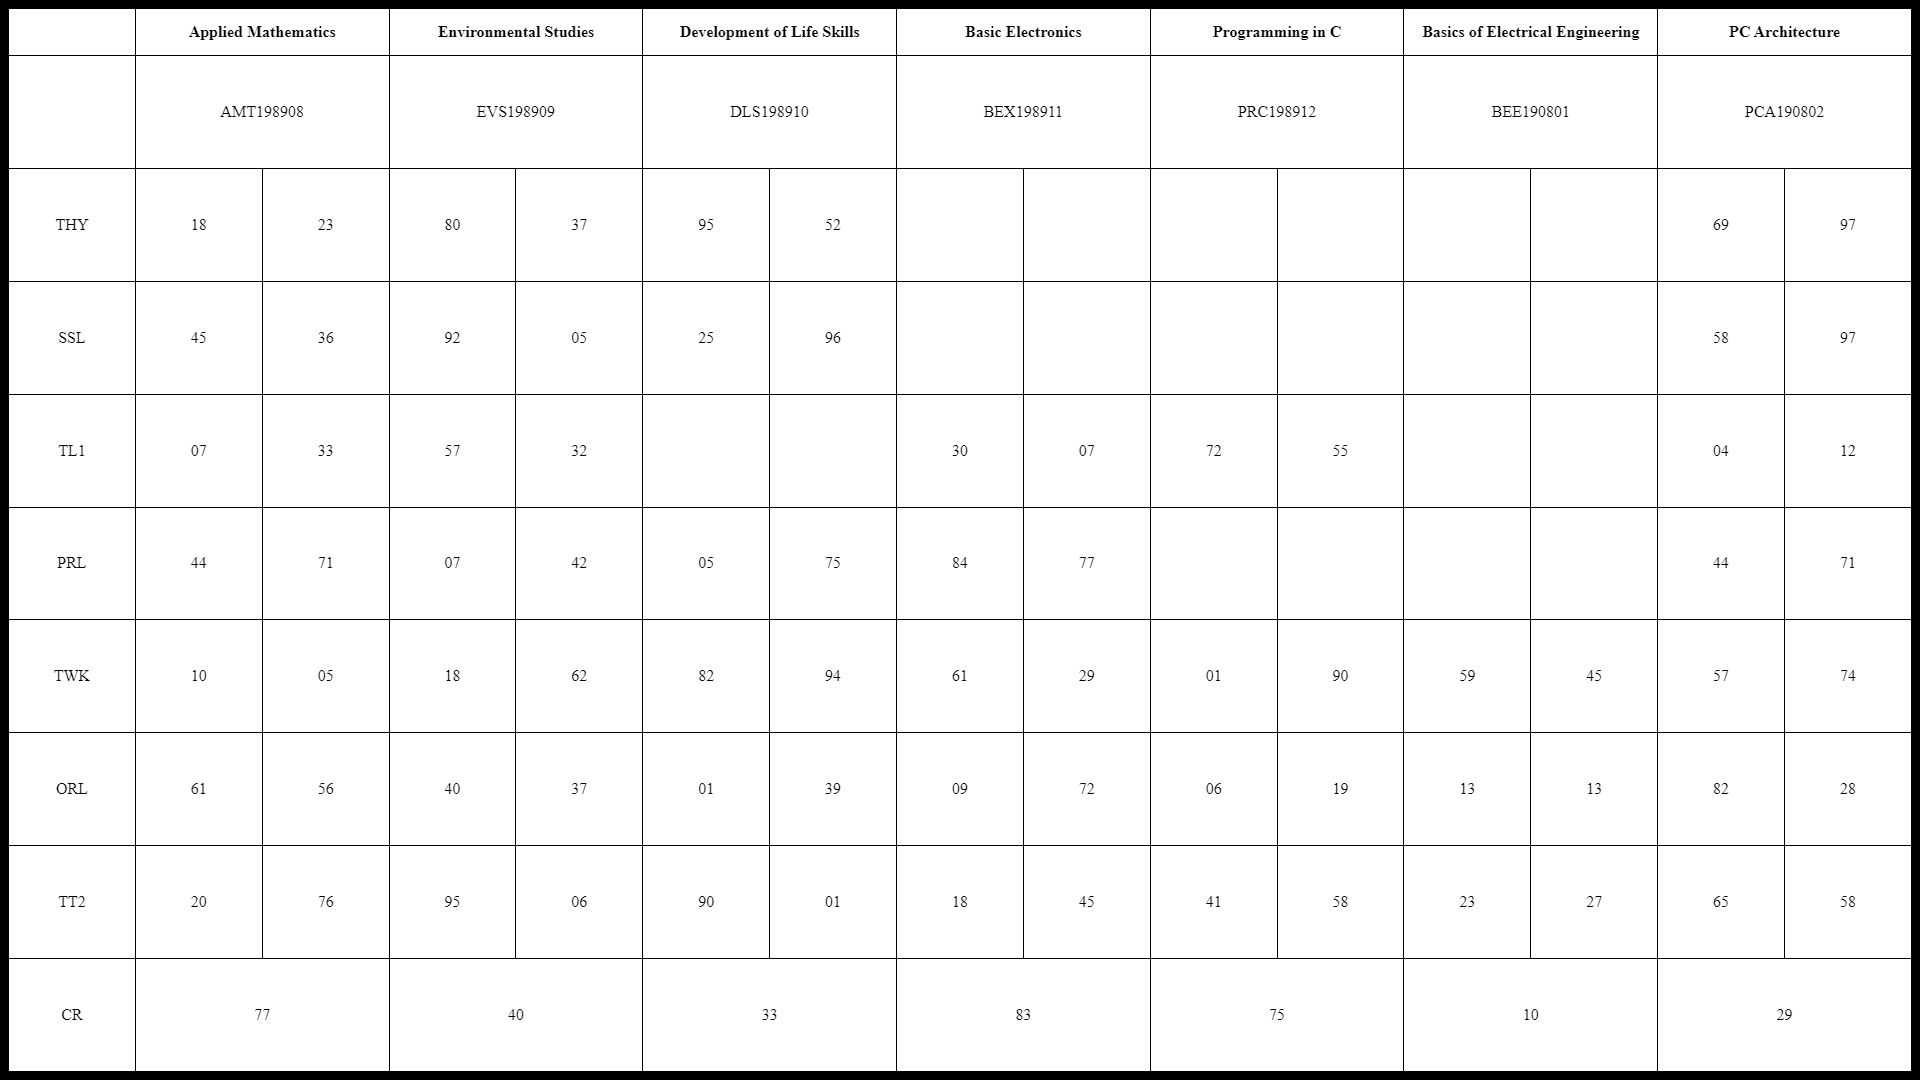 Applied Mathematics Environmental Studies Development of Life Skills Basic Electronics Programming in C Basics of Electrical Engineering PC Architecture
AMT198908 EVS198909 DLS198910 BEX198911 PRC198912 BEE190801 PCA190802
THY 18 23 80 37 95 52 69 97
SSL 45 36 92 05 25 96 58 97
TL1 07 33 57 32 30 07 72 55 04 12
PRL 44 71 07 42 05 75 84 77 44 71
TWK 10 05 18 62 82 94 61 29 01 90 59 45 57 74
ORL 61 56 40 37 01 39 09 72 06 19 13 13 82 28
TT2 20 76 95 06 90 01 18 45 41 58 23 27 65 58
CR 77 40 33 83 75 10 29